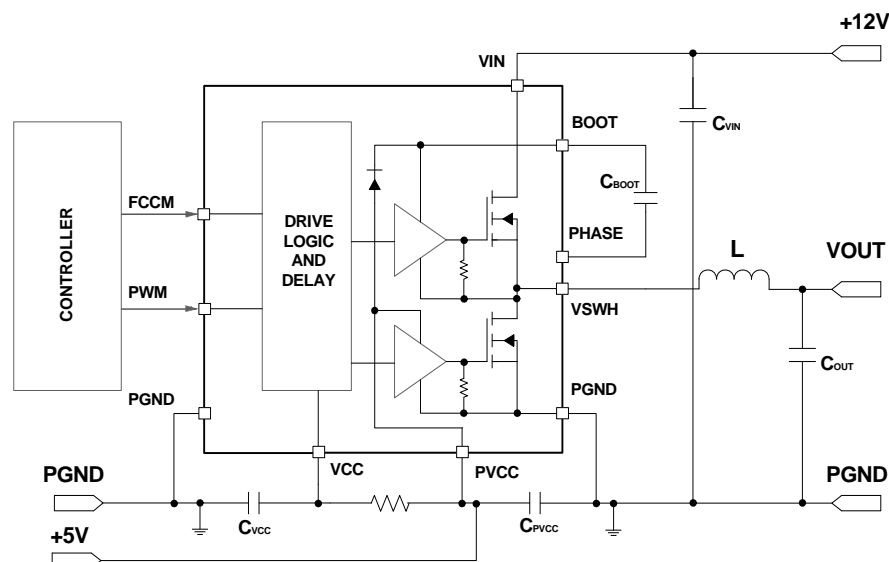 +12V
VIN
BOOT
CVIN
CBOOT
CONTROLLER
FCCM
DRIVE
LOGIC
AND
DELAY
PHASE
L
VOUT
PWM
VSWH
COUT
PGND
PGND
VCC
PVCC
PGND
PGND
CVCC
CPVCC
+5V